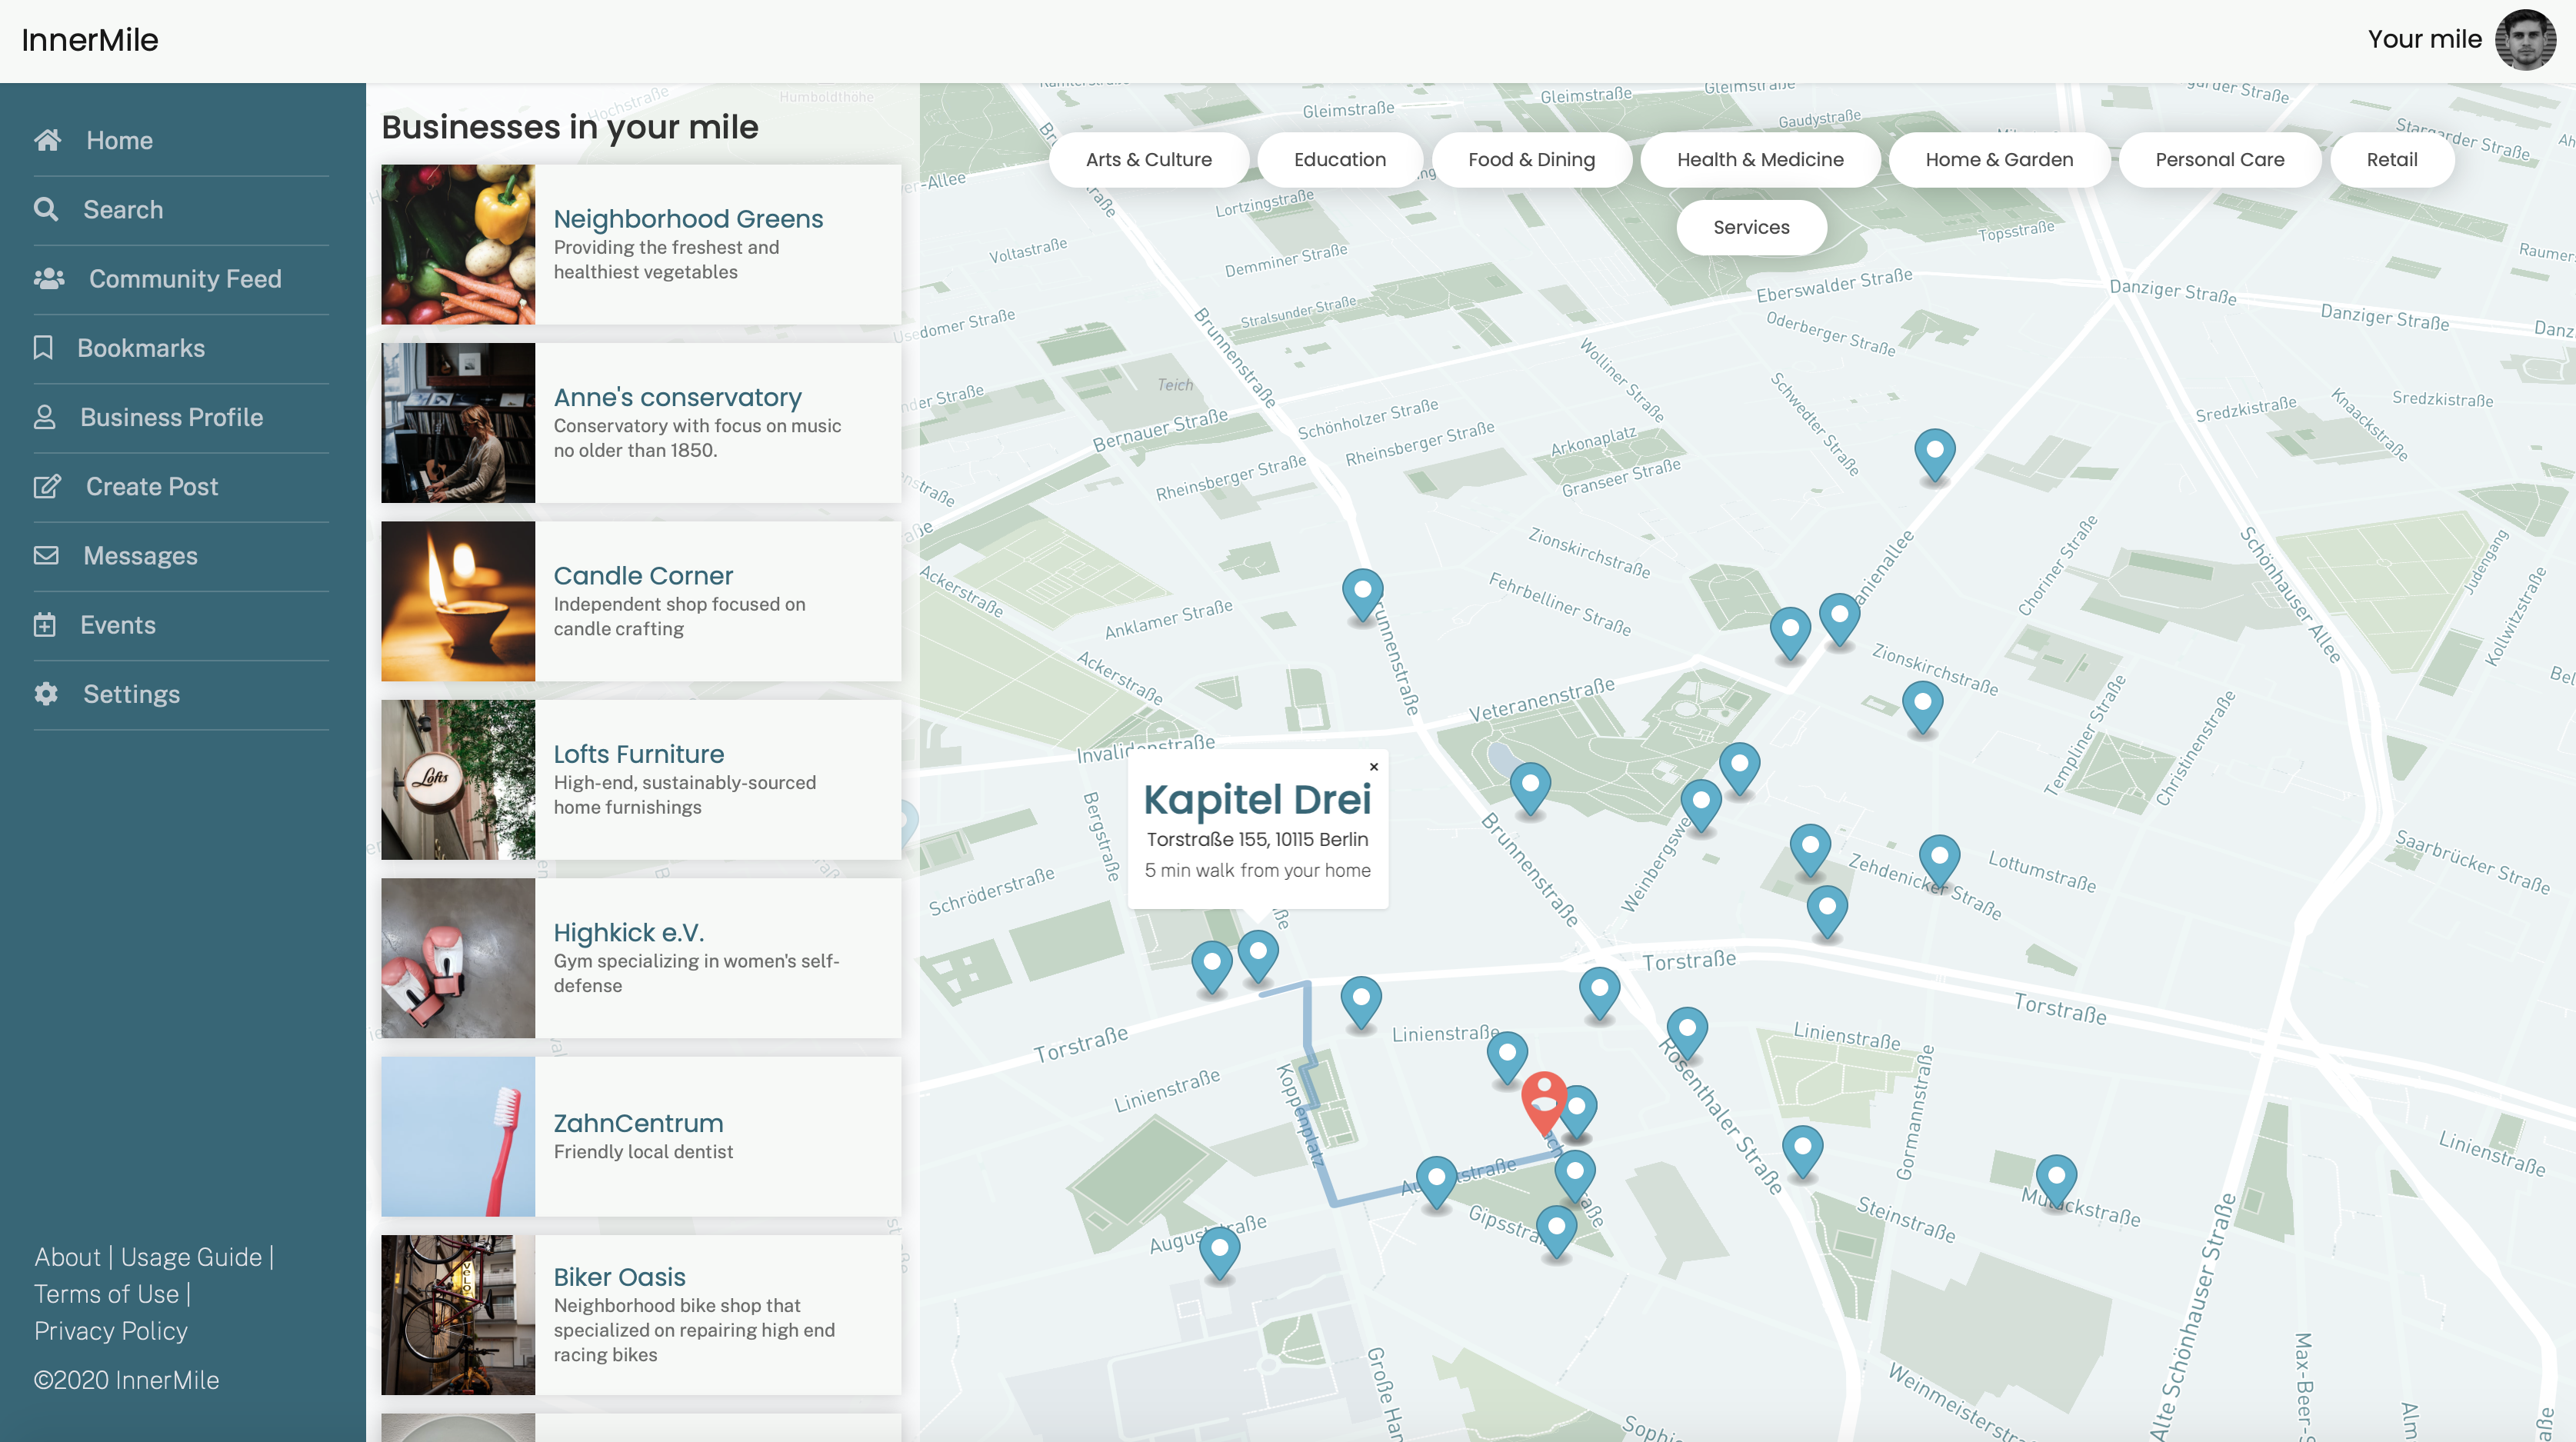 InnerMile
Your mile
Home
Search
Community Feed
Bookmarks
Business Profile
Create Post
Messages
Events
Settings
About | Usage Guide |
Terms of Use |
Privacy Policy
©2020 InnerMile
Businesses in your mile
Neighborhood Greens
Providing the freshest and
healthiest vegetables
Anne's conservatory
Conservatory with focus on music
no older than 1850.
Candle Corner
Independent shop focused on
candle crafting
Lofts
Lofts Furniture
High-end, sustainably-sourced
home furnishings
Highkick e.V.
Gym specializing in women's self-
defense
ZahnCentrum
Friendly local dentist
Biker Oasis
Neighborhood bike shop that
specialized on repairing high end
racing bikes
Arts & Culture
Education
Food & Dining
Health & Medicine
Home & Garden
Personal Care
Retail
Services
Hochstraße
Humboldthöhe
Gleimstraße
Gleimstraße
Gleimstraße
Gaudystraße
Stargarder Straße
Lortzingstraße
Topsstraße
Voltastraße
Demminer Straße
Stralsunder Straße
Usedomer Straße
Eberswalder Straße
Danziger Straße
Danziger Straße
Oderberger Straße
Brunnenstraße
Teich
Wolliner Straße
Schwedter Straße
Sredzkistraße
Sredzkistraße
Knaackstraße
Bernauer Straße
Schönholzer Straße
Rheinsberger Straße
Rheinsberger Straße
Arkonaplatz
Granseer Straße
Zionskirchstraße
Fehrbelliner Straße
Choriner Straße
Schönhauser Allee
Judengang
Kollwitzstraße
Ackerstraße
Anklamer Straße
Ackerstraße
Zionskirchstraße
Veteranenstraße
Invalidenstraße
Templiner Straße
Christinenstraße
Kapitel Drei
Torstraße 155, 10115 Berlin
5 min walk from your home
Bergstraße
Brunnenstraße
Schröderstraße
Zehdenicker Straße
Lottumstraße
Saarbrücker Straße
Torstraße
Torstraße
Torstraße
Linienstraße
Linienstraße
Linienstraße
Linienstraße
Koppenplatz
Rosenthaler Straße
Gormannstraße
Steinstraße
Alte Schönhauser Straße
Weinmeisterstr
Max-Beer-S
Große Ham
Sophie